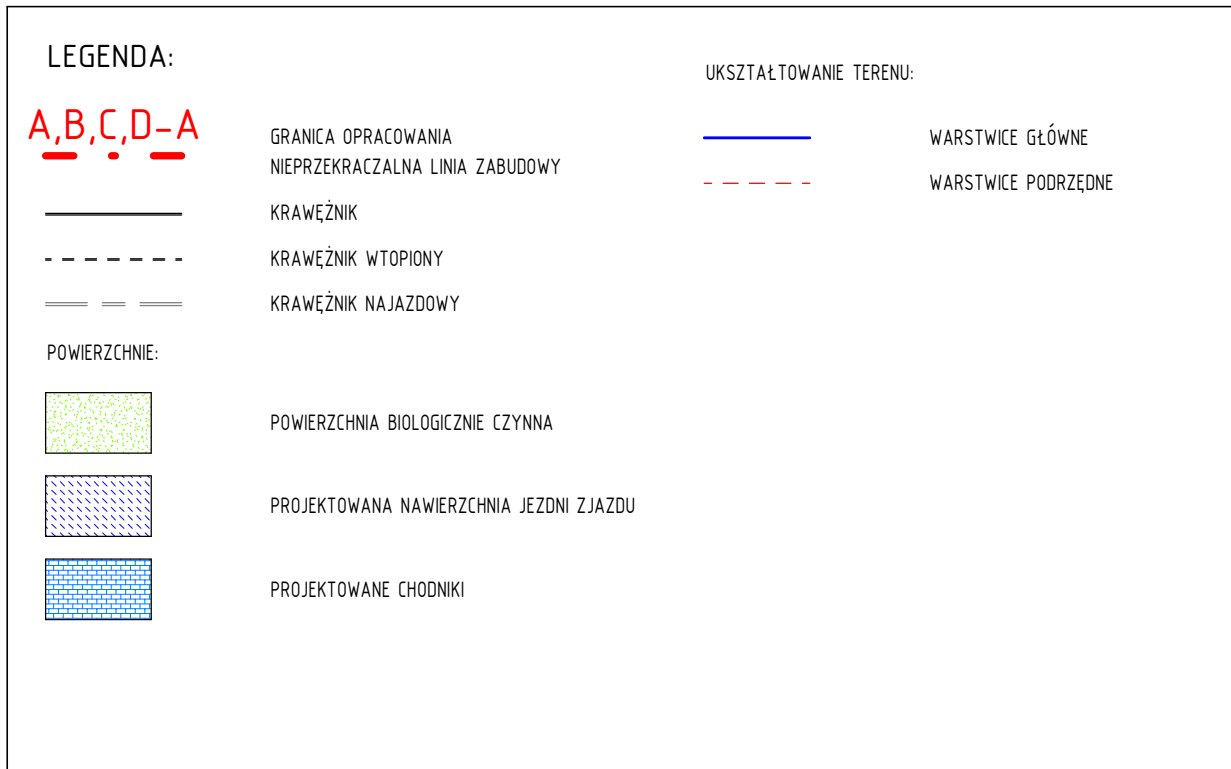 LEGENDA:
A,B,C,D-A
GRANICA OPRACOWANIA
NIEPRZEKRACZALNA LINIA ZABUDOWY
KRAWĘŻNIK
KRAWĘŻNIK WTOPIONY
KRAWĘŻNIK NAJAZDOWY
POWIERZCHNIE:
POWIERZCHNIA BIOLOGICZNIE CZYNNA
PROJEKTOWANA NAWIERZCHNIA JEZDNI ZJAZDU
PROJEKTOWANE CHODNIKI
UKSZTAŁTOWANIE TERENU:
WARSTWICE GŁÓWNE
WARSTWICE PODRZĘDNE